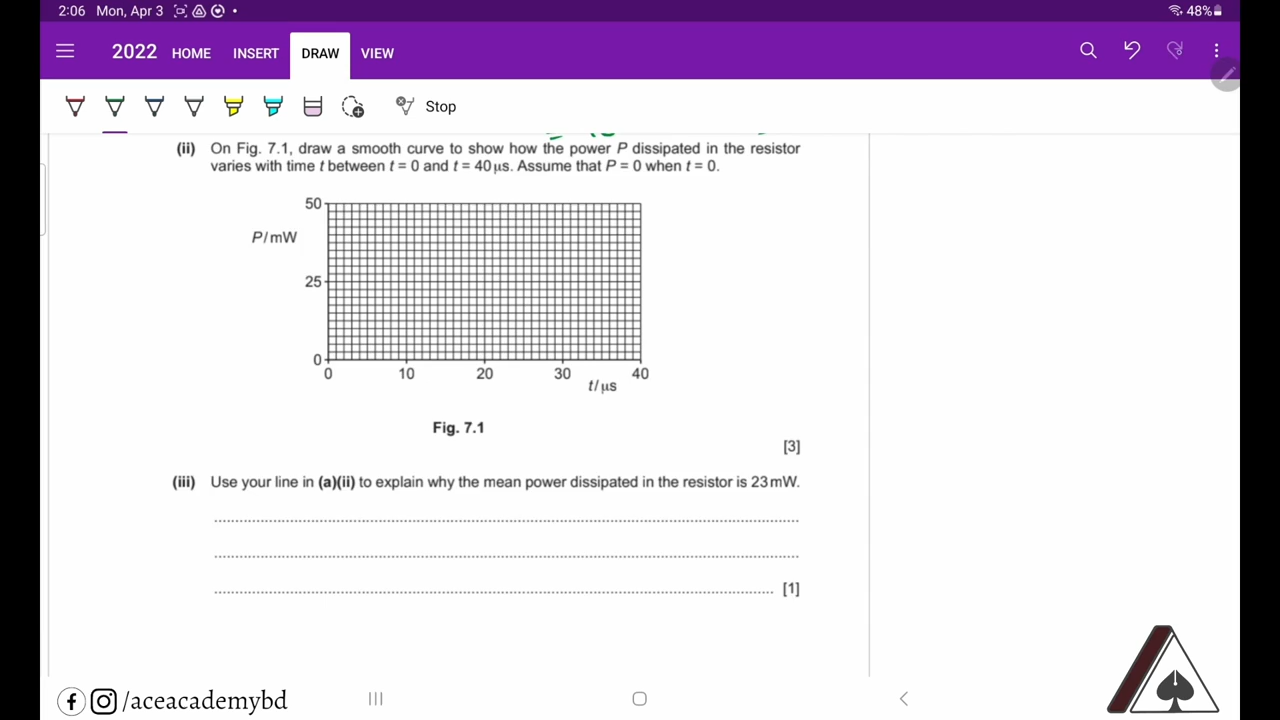 2:06 Mon, Apr 3 48%
2022 HOME INSERT DRAW VIEW
Stop
(ii) On Fig. 7.1, draw a smooth curve to show how the power P dissipated in the resistor
varies with time t between t = 0 and t = 40 μs. Assume that P = 0 when t = 0.
50
P/mW
25
0
0 10 20 30 40
t/μs
Fig. 7.1
[3]
(iii) Use your line in (a)(ii) to explain why the mean power dissipated in the resistor is 23 mW.
[1]
/aceacademybd